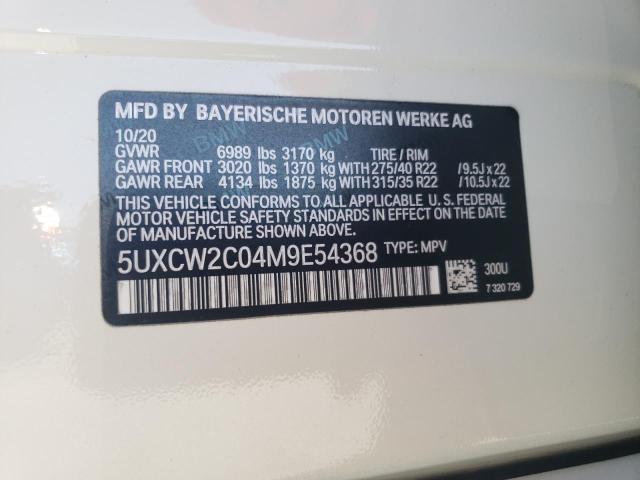 MFD BY BAYERISCHE MOTOREN WERKE AG
10/20
GVWR 6989 lbs 3170 kg TIRE / RIM
GAWR FRONT 3020 lbs 1370 kg WITH 275/40 R22 /9.5J x 22
GAWR REAR 4134 lbs 1875 kg WITH 315/35 R22 /10.5J x 22
THIS VEHICLE CONFORMS TO ALL APPLICABLE U. S. FEDERAL
MOTOR VEHICLE SAFETY STANDARDS IN EFFECT ON THE DATE OF
MANUFACTURE SHOWN ABOVE.
5UXCW2C04M9E54368 TYPE: MPV
300U
7 320 729
BMW
BMW